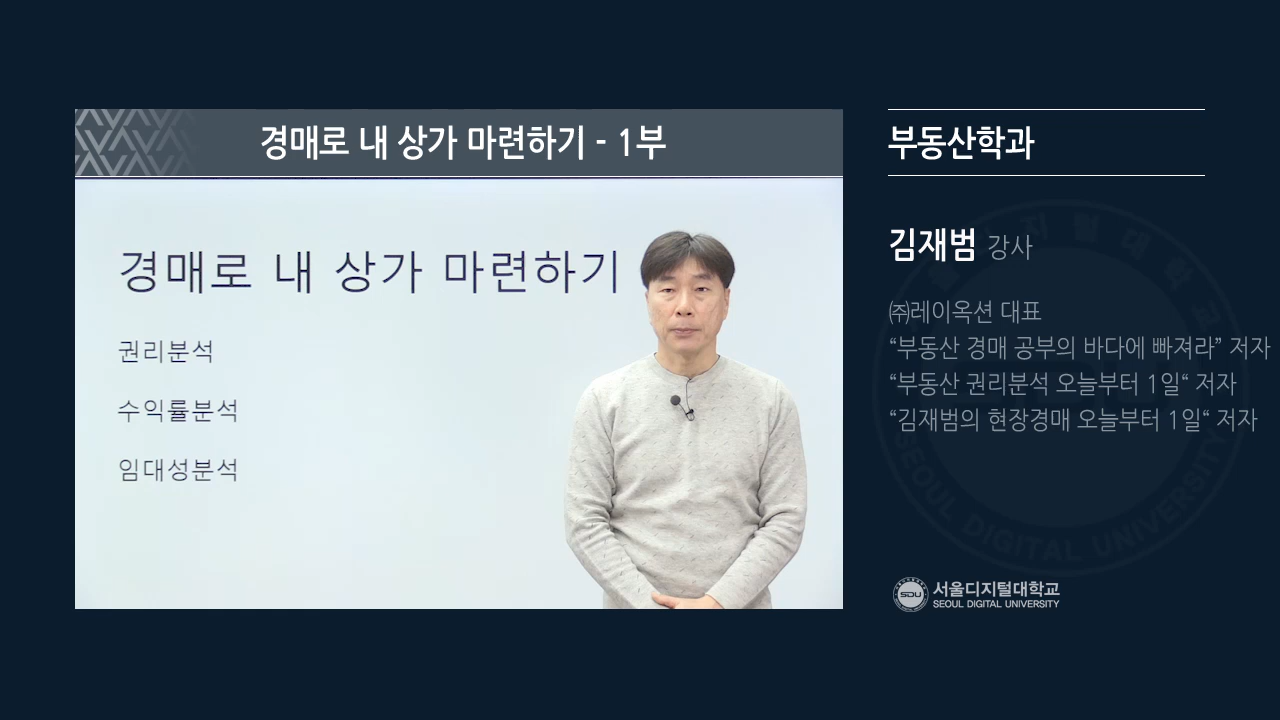 경매로 내 상가 마련하기 - 1부
경매로 내 상가 마련하기
권리분석
수익률분석
임대성분석
부동산학과
김재범 강사
㈜레이옥션 대표
“부동산 경매 공부의 바다에 빠져라” 저자
“부동산 권리분석 오늘부터 1일“ 저자
“김재범의 현장경매 오늘부터 1일“ 저자
SEOUL DIGITAL UNIVERSITY
SDU
서울디지털대학교
SEOUL DIGITAL UNIVERSITY